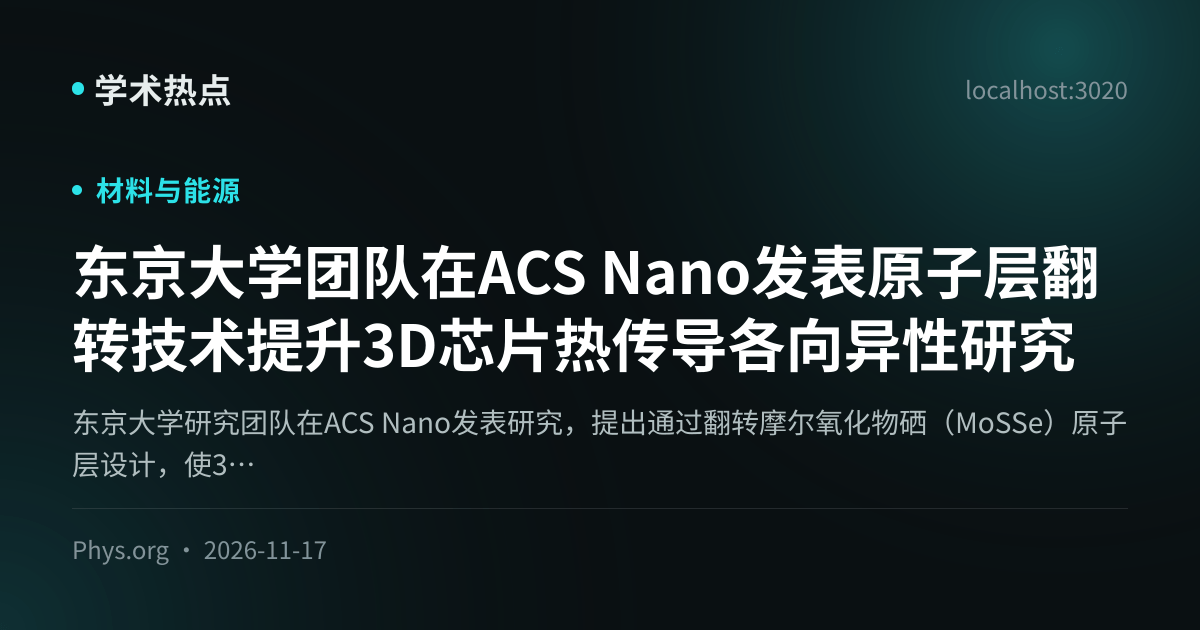 学术热点
localhost:3020
材料与能源
东京大学团队在ACS Nano发表原子层翻
转技术提升3D芯片热传导各向异性研究
东京大学研究团队在ACS Nano发表研究，提出通过翻转摩尔氧化物硒（MoSSe）原子
层设计，使3…
Phys.org • 2026-11-17